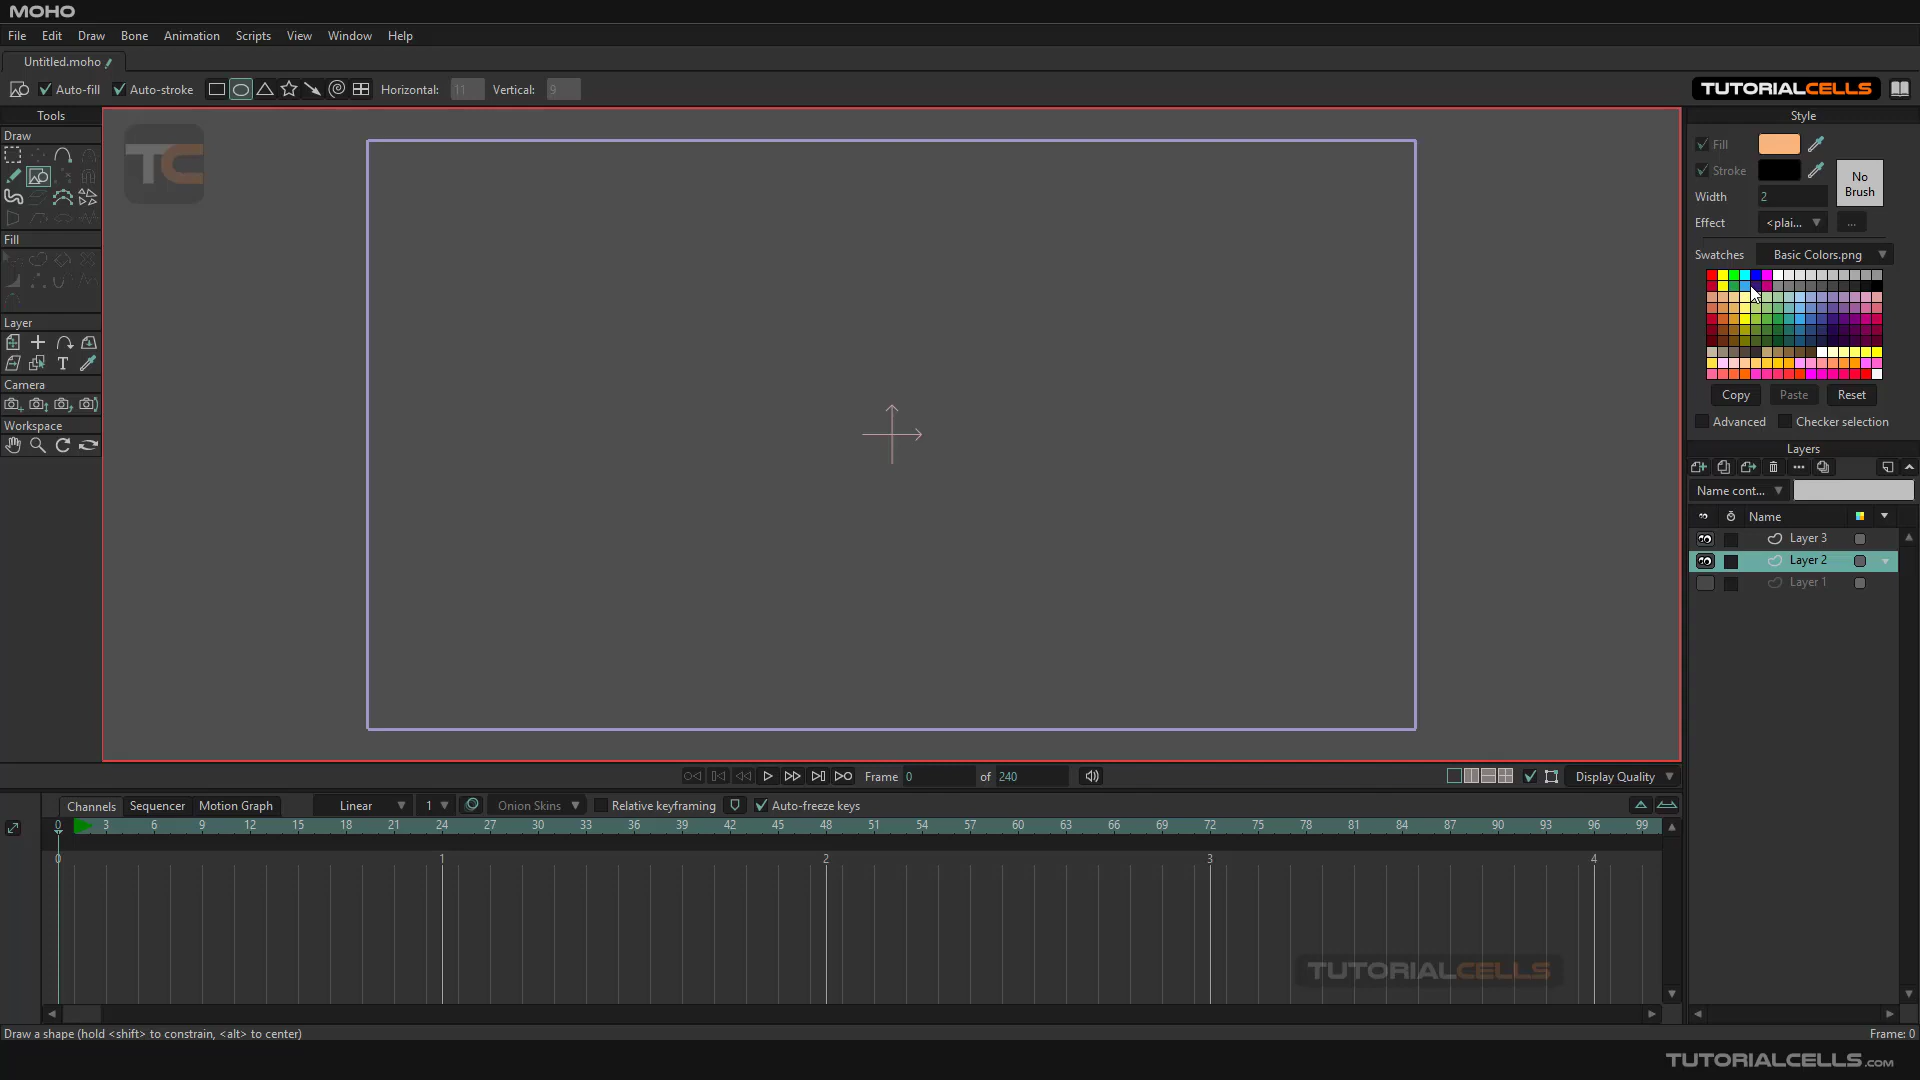 MOHO
File Edit Draw Bone Animation Scripts View Window Help
Untitled.moho
Auto-fill Auto-stroke Horizontal: 11 Vertical: 9
TUTORIALCELLS
Tools
Draw
Fill
Layer
T
Camera
Workspace
TC
Style
Fill
Stroke
No Brush
Width 2
Effect <plai... ...
Swatches Basic Colors.png
Copy Paste Reset
Advanced Checker selection
Layers
Name cont...
Name
Layer 3
Layer 2
Layer 1
Frame 0 of 240 Display Quality
Channels Sequencer Motion Graph Linear 1 Onion Skins Relative keyframing Auto-freeze keys
0 3 6 9 12 15 18 21 24 27 30 33 36 39 42 45 48 51 54 57 60 63 66 69 72 75 78 81 84 87 90 93 96 99
0 1 2 3 4
TUTORIALCELLS
Draw a shape (hold <shift> to constrain, <alt> to center) Frame: 0
TUTORIALCELLS.COM